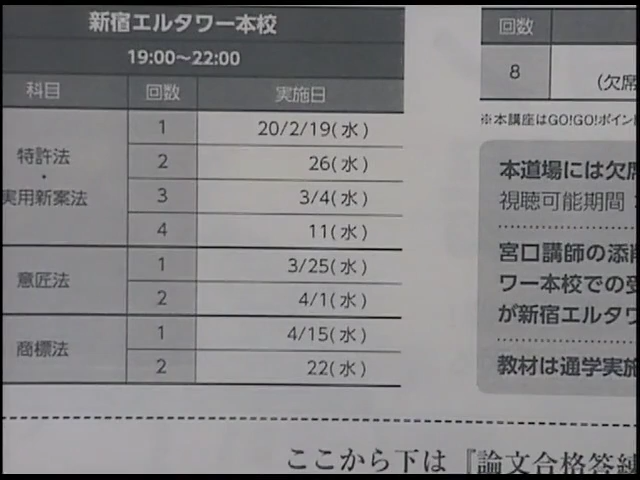 新宿エルタワー本校
19:00〜22:00
科目 回数 実施日
特許法・実用新案法 1 20/2/19(水)
2 26(水)
3 3/4(水)
4 11(水)
意匠法 1 3/25(水)
2 4/1(水)
商標法 1 4/15(水)
2 22(水)
回数
8
(欠席
※本講座はGO!GO!ポイン
本道場には欠席
視聴可能期間
宮口講師の添削
ワー本校での受
が新宿エルタワ
教材は通学実施
ここから下は『論文合格答練